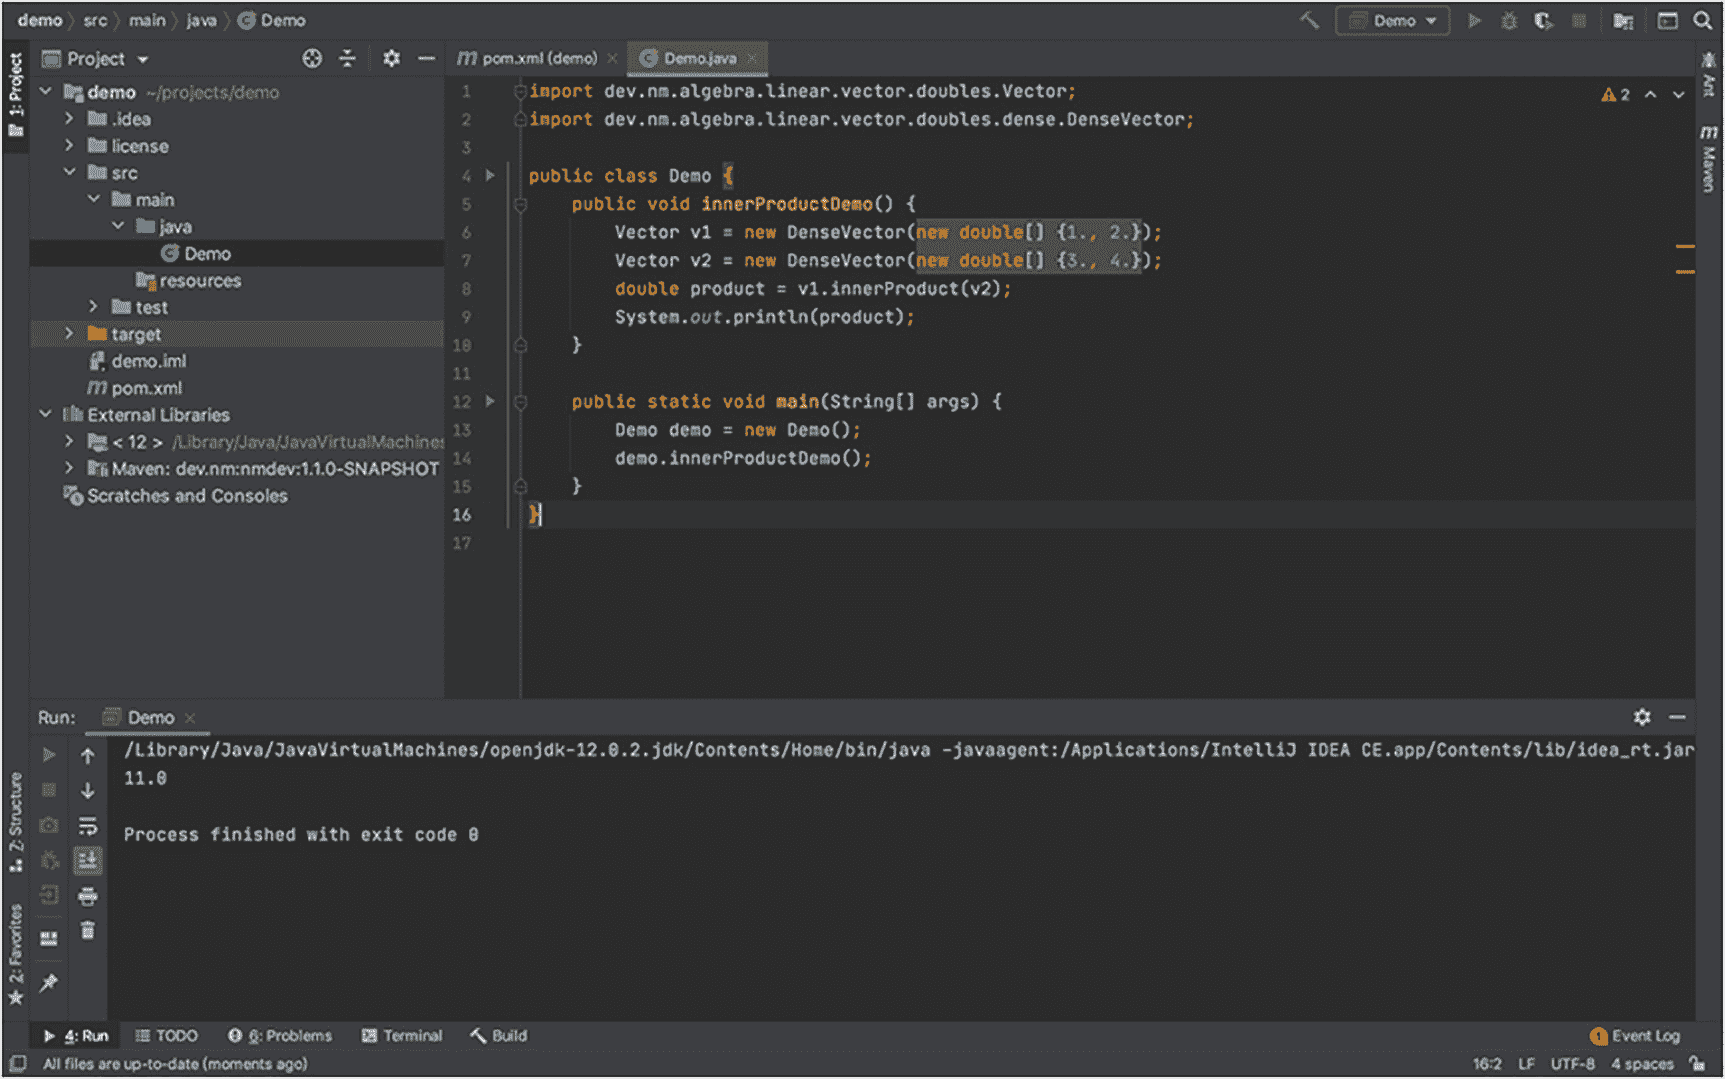 demo src main java Demo
Demo
1: Project
Project
demo ~/projects/demo
.idea
license
src
main
java
Demo
resources
test
target
demo.iml
pom.xml
External Libraries
< 12 > /Library/Java/JavaVirtualMachines
Maven: dev.nm:nmdev:1.1.0-SNAPSHOT
Scratches and Consoles
pom.xml (demo) Demo.java
2
1 import dev.nm.algebra.linear.vector.doubles.Vector;
2 import dev.nm.algebra.linear.vector.doubles.dense.DenseVector;
3
4 public class Demo {
5 public void innerProductDemo() {
6 Vector v1 = new DenseVector(new double[] {1., 2.});
7 Vector v2 = new DenseVector(new double[] {3., 4.});
8 double product = v1.innerProduct(v2);
9 System.out.println(product);
10 }
11
12 public static void main(String[] args) {
13 Demo demo = new Demo();
14 demo.innerProductDemo();
15 }
16 }
17
Ant
m Maven
Run: Demo
/Library/Java/JavaVirtualMachines/openjdk-12.0.2.jdk/Contents/Home/bin/java -javaagent:/Applications/IntelliJ IDEA CE.app/Contents/lib/idea_rt.jar
11.0
Process finished with exit code 0
Z: Structure
2: Favorites
4: Run TODO 6: Problems Terminal Build
1 Event Log
All files are up-to-date (moments ago)
16:2 LF UTF-8 4 spaces